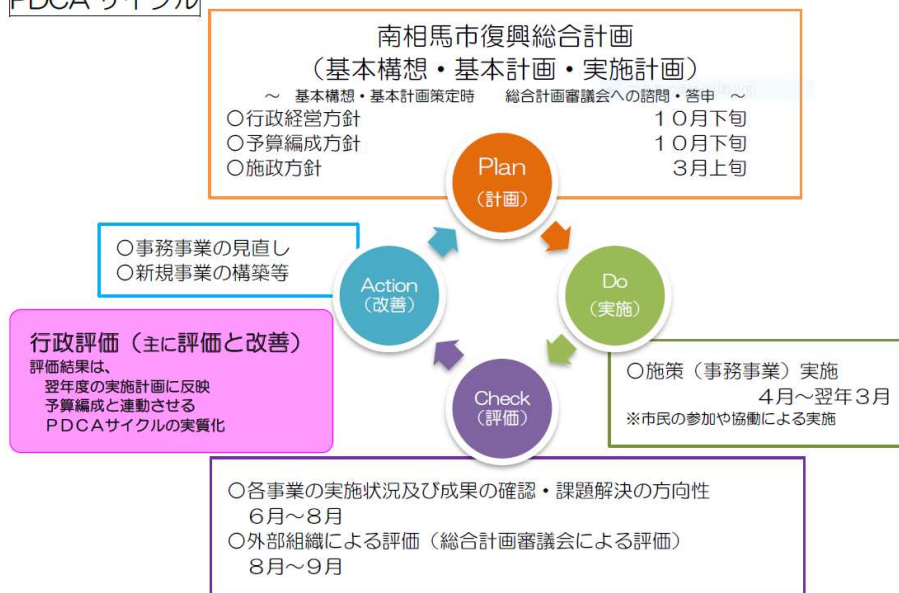 PDCA サイクル
南相馬市復興総合計画
（基本構想・基本計画・実施計画）
～ 基本構想・基本計画策定時 総合計画審議会への諮問・答申 ～
〇行政経営方針 １０月下旬
〇予算編成方針 １０月下旬
〇施政方針 ３月上旬
Plan
（計画）
〇事務事業の見直し
〇新規事業の構築等
Action
（改善）
Do
（実施）
行政評価（主に評価と改善）
評価結果は、
翌年度の実施計画に反映
予算編成と連動させる
ＰＤＣＡサイクルの実質化
Check
（評価）
〇施策（事務事業）実施
４月～翌年３月
※市民の参加や協働による実施
〇各事業の実施状況及び成果の確認・課題解決の方向性
６月～８月
〇外部組織による評価（総合計画審議会による評価）
８月～９月